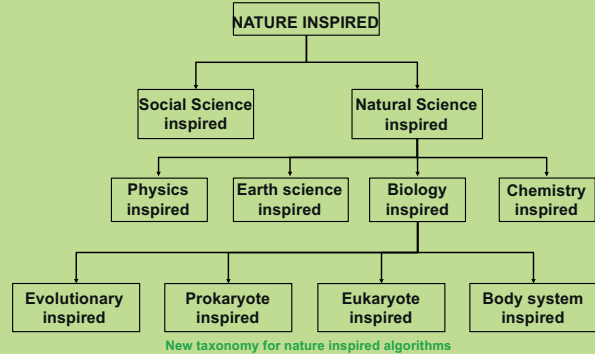 NATURE INSPIRED
Social Science
inspired
Natural Science
inspired
Physics
inspired
Earth science
inspired
Biology
inspired
Chemistry
inspired
Evolutionary
inspired
Prokaryote
inspired
Eukaryote
inspired
Body system
inspired
New taxonomy for nature inspired algorithms